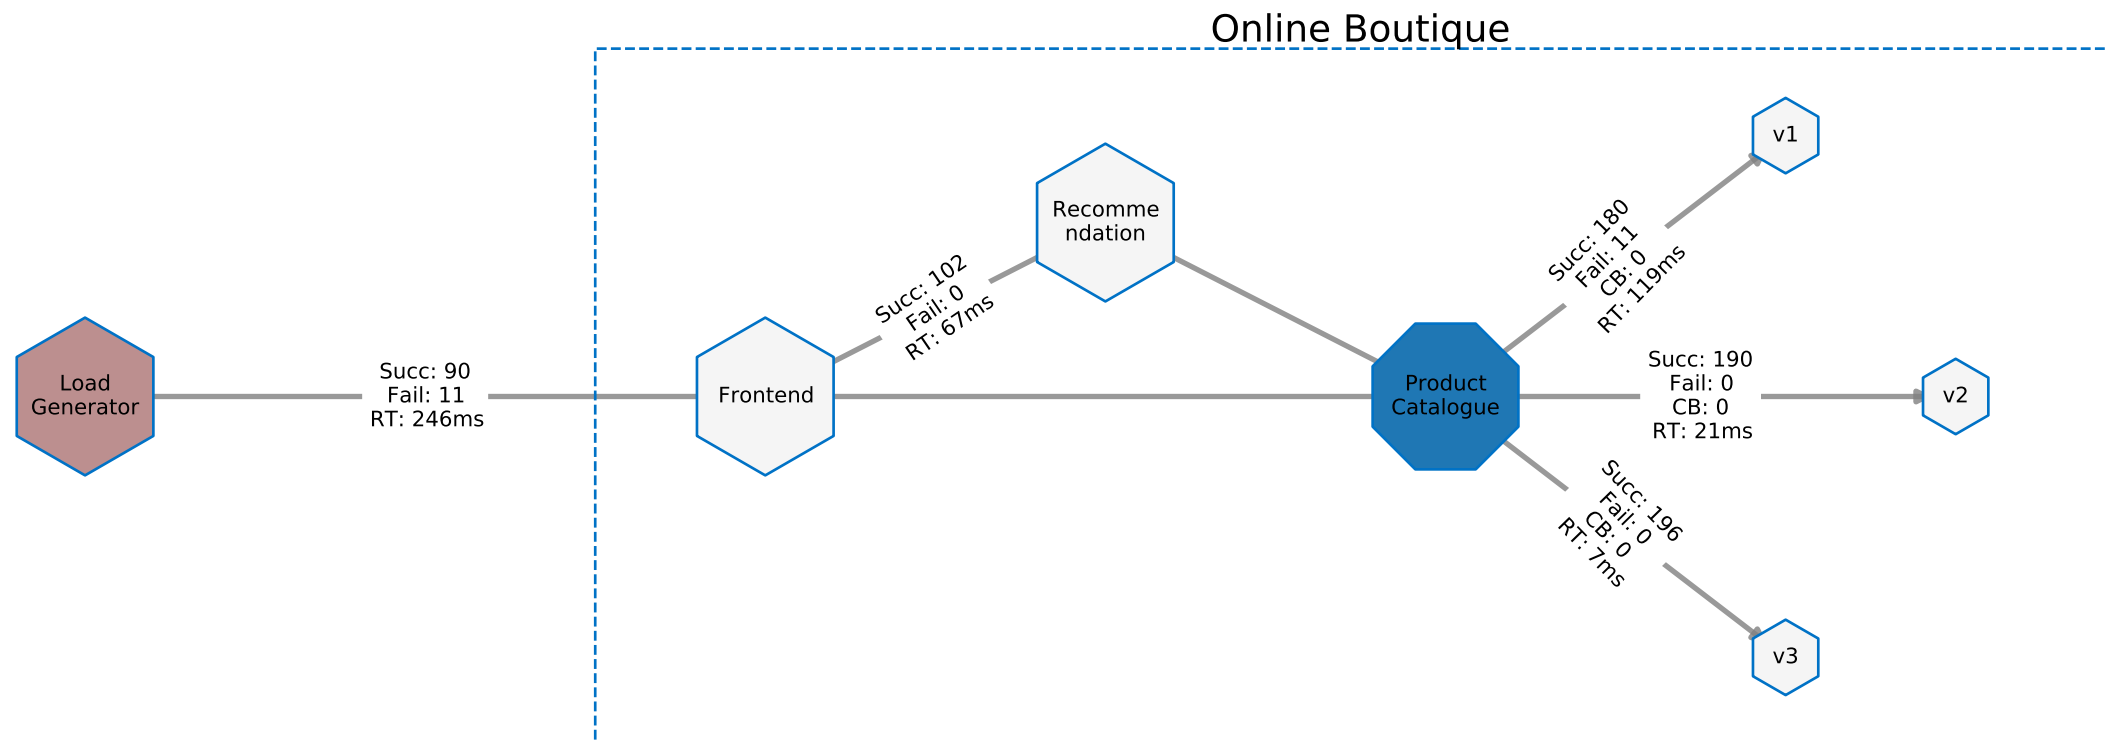 Online Boutique
Load
Generator
Succ: 90
Fail: 11
RT: 246ms
Frontend
Succ: 102
Fail: 0
RT: 67ms
Recomme
ndation
Product
Catalogue
Succ: 180
Fail: 11
CB: 0
RT: 119ms
v1
Succ: 190
Fail: 0
CB: 0
RT: 21ms
v2
Succ: 196
Fail: 0
CB: 0
RT: 7ms
v3